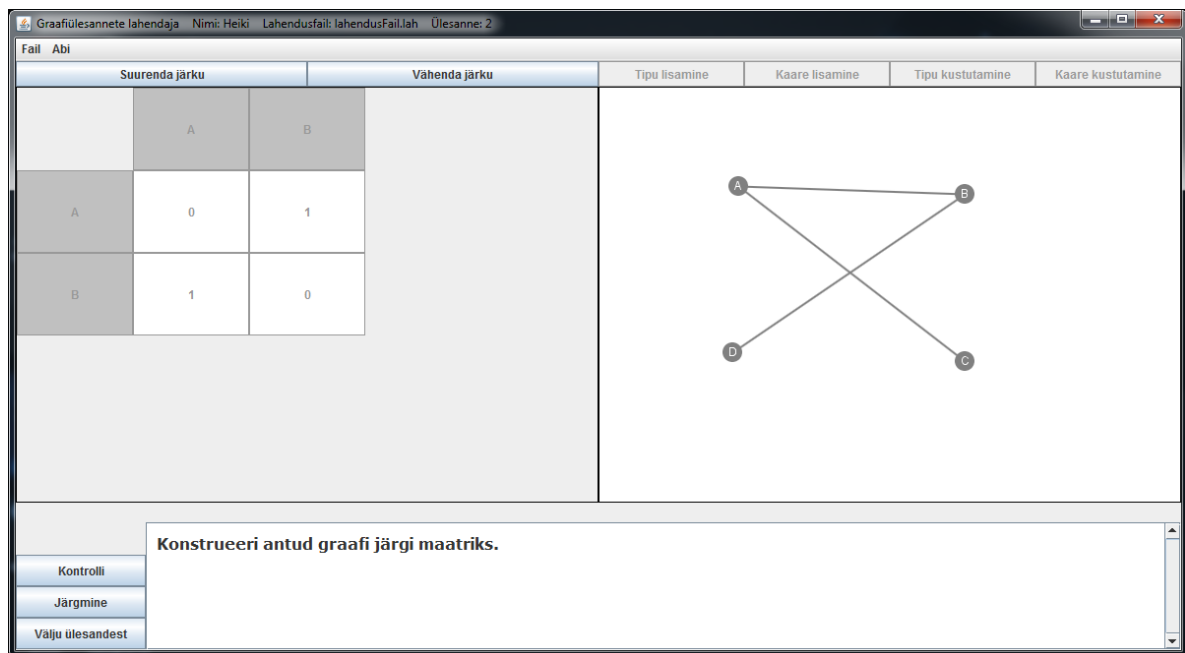 Graafiülesannete lahendaja Nimi: Heiki Lahendusfail: lahendusFail.lah Ülesanne: 2
Fail Abi
Suurenda järku Vähenda järku Tipu lisamine Kaare lisamine Tipu kustutamine Kaare kustutamine
A B
A 0 1
B 1 0
A B
D C
Konstrueeri antud graafi järgi maatriks.
Kontrolli
Järgmine
Välju ülesandest